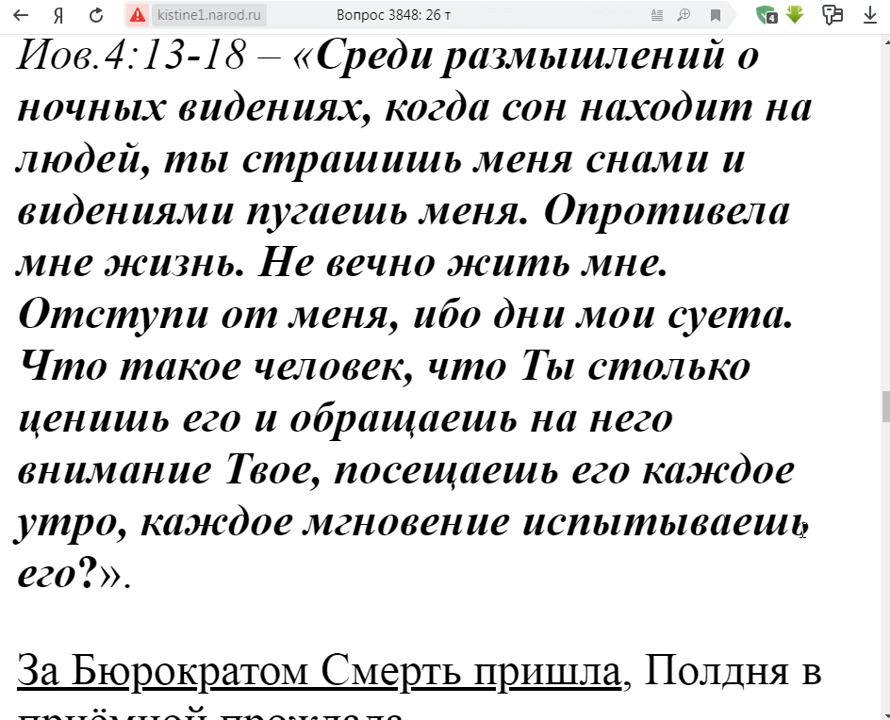 kistine1.narod.ru
Вопрос 3848: 26 т
4
Иов.4:13-18 – «Среди размышлений о
ночных видениях, когда сон находит на
людей, ты страшишь меня снами и
видениями пугаешь меня. Опротивела
мне жизнь. Не вечно жить мне.
Отступи от меня, ибо дни мои суета.
Что такое человек, что Ты столько
ценишь его и обращаешь на него
внимание Твое, посещаешь его каждое
утро, каждое мгновение испытываешь
его?».
За Бюрократом Смерть пришла, Полдня в
приёмной прождала